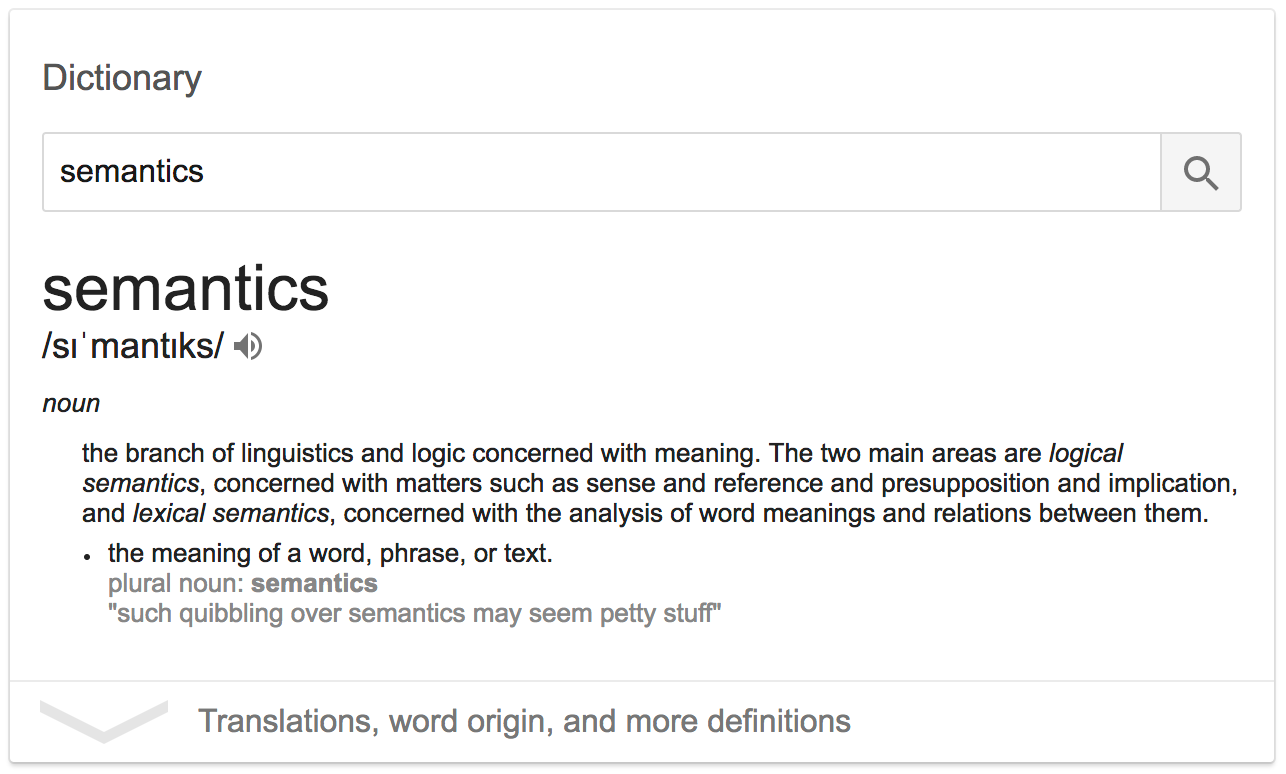 Dictionary
semantics
semantics
/sɪˈmantɪks/
noun
the branch of linguistics and logic concerned with meaning. The two main areas are logical
semantics, concerned with matters such as sense and reference and presupposition and implication,
and lexical semantics, concerned with the analysis of word meanings and relations between them.
• the meaning of a word, phrase, or text.
plural noun: semantics
"such quibbling over semantics may seem petty stuff"
Translations, word origin, and more definitions